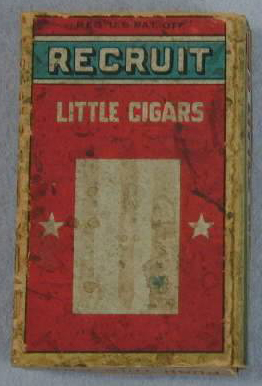 REG. U.S. PAT. OFF.
RECRUIT
LITTLE CIGARS